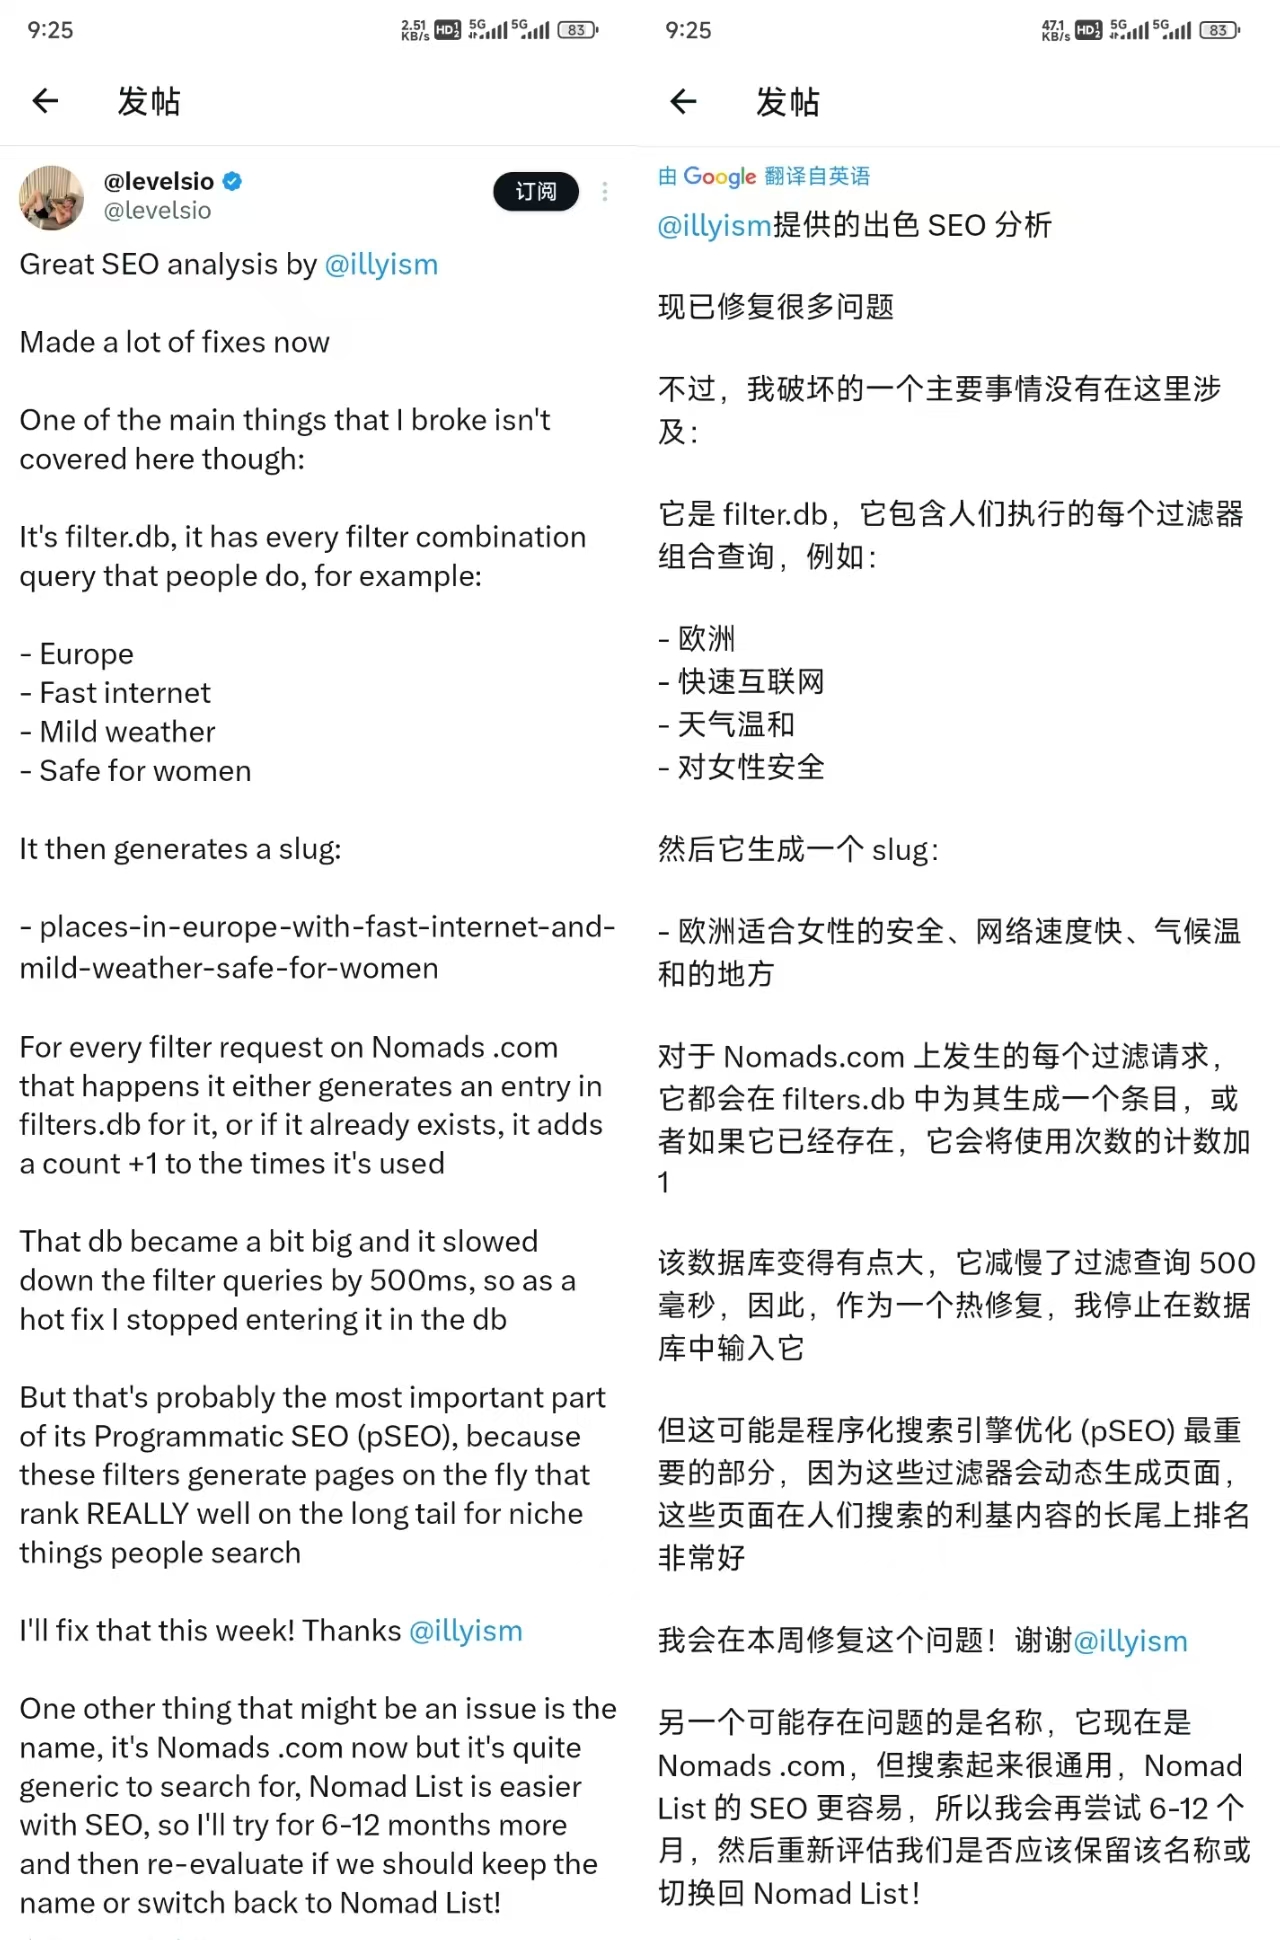 9:25
2.51 KB/s HD 5G 5G 83
发帖
@levelsio
@levelsio
订阅
Great SEO analysis by @illyism
Made a lot of fixes now
One of the main things that I broke isn't
covered here though:
It's filter.db, it has every filter combination
query that people do, for example:
- Europe
- Fast internet
- Mild weather
- Safe for women
It then generates a slug:
- places-in-europe-with-fast-internet-and-
mild-weather-safe-for-women
For every filter request on Nomads .com
that happens it either generates an entry in
filters.db for it, or if it already exists, it adds
a count +1 to the times it's used
That db became a bit big and it slowed
down the filter queries by 500ms, so as a
hot fix I stopped entering it in the db
But that's probably the most important part
of its Programmatic SEO (pSEO), because
these filters generate pages on the fly that
rank REALLY well on the long tail for niche
things people search
I'll fix that this week! Thanks @illyism
One other thing that might be an issue is the
name, it's Nomads .com now but it's quite
generic to search for, Nomad List is easier
with SEO, so I'll try for 6-12 months more
and then re-evaluate if we should keep the
name or switch back to Nomad List!
9:25
47.1 KB/s HD 5G 5G 83
发帖
由 Google 翻译自英语
@illyism提供的出色 SEO 分析
现已修复很多问题
不过，我破坏的一个主要事情没有在这里涉
及：
它是 filter.db，它包含人们执行的每个过滤器
组合查询，例如：
- 欧洲
- 快速互联网
- 天气温和
- 对女性安全
然后它生成一个 slug：
- 欧洲适合女性的安全、网络速度快、气候温
和的地方
对于 Nomads.com 上发生的每个过滤请求，
它都会在 filters.db 中为其生成一个条目，或
者如果它已经存在，它会将使用次数的计数加
1
该数据库变得有点大，它减慢了过滤查询 500
毫秒，因此，作为一个热修复，我停止在数据
库中输入它
但这可能是程序化搜索引擎优化 (pSEO) 最重
要的部分，因为这些过滤器会动态生成页面，
这些页面在人们搜索的利基内容的长尾上排名
非常好
我会在本周修复这个问题！谢谢@illyism
另一个可能存在问题的是名称，它现在是
Nomads .com，但搜索起来很通用，Nomad
List 的 SEO 更容易，所以我会再尝试 6-12 个
月，然后重新评估我们是否应该保留该名称或
切换回 Nomad List！